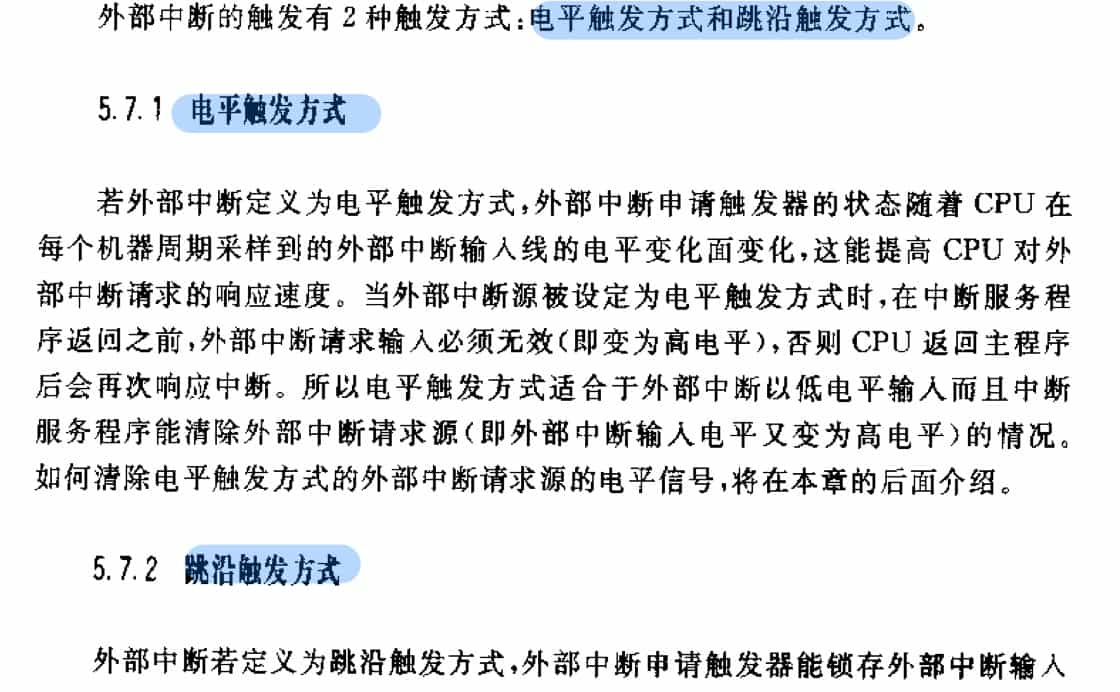 外部中断的触发有2种触发方式:电平触发方式和跳沿触发方式。
5.7.1 电平触发方式
若外部中断定义为电平触发方式,外部中断申请触发器的状态随着CPU在
每个机器周期采样到的外部中断输入线的电平变化面变化,这能提高CPU对外
部中断请求的响应速度。当外部中断源被设定为电平触发方式时,在中断服务程
序返回之前,外部中断请求输入必须无效(即变为高电平),否则CPU返回主程序
后会再次响应中断。所以电平触发方式适合于外部中断以低电平输入而且中断
服务程序能清除外部中断请求源(即外部中断输入电平又变为高电平)的情况。
如何清除电平触发方式的外部中断请求源的电平信号,将在本章的后面介绍。
5.7.2 跳沿触发方式
外部中断若定义为跳沿触发方式,外部中断申请触发器能锁存外部中断输入